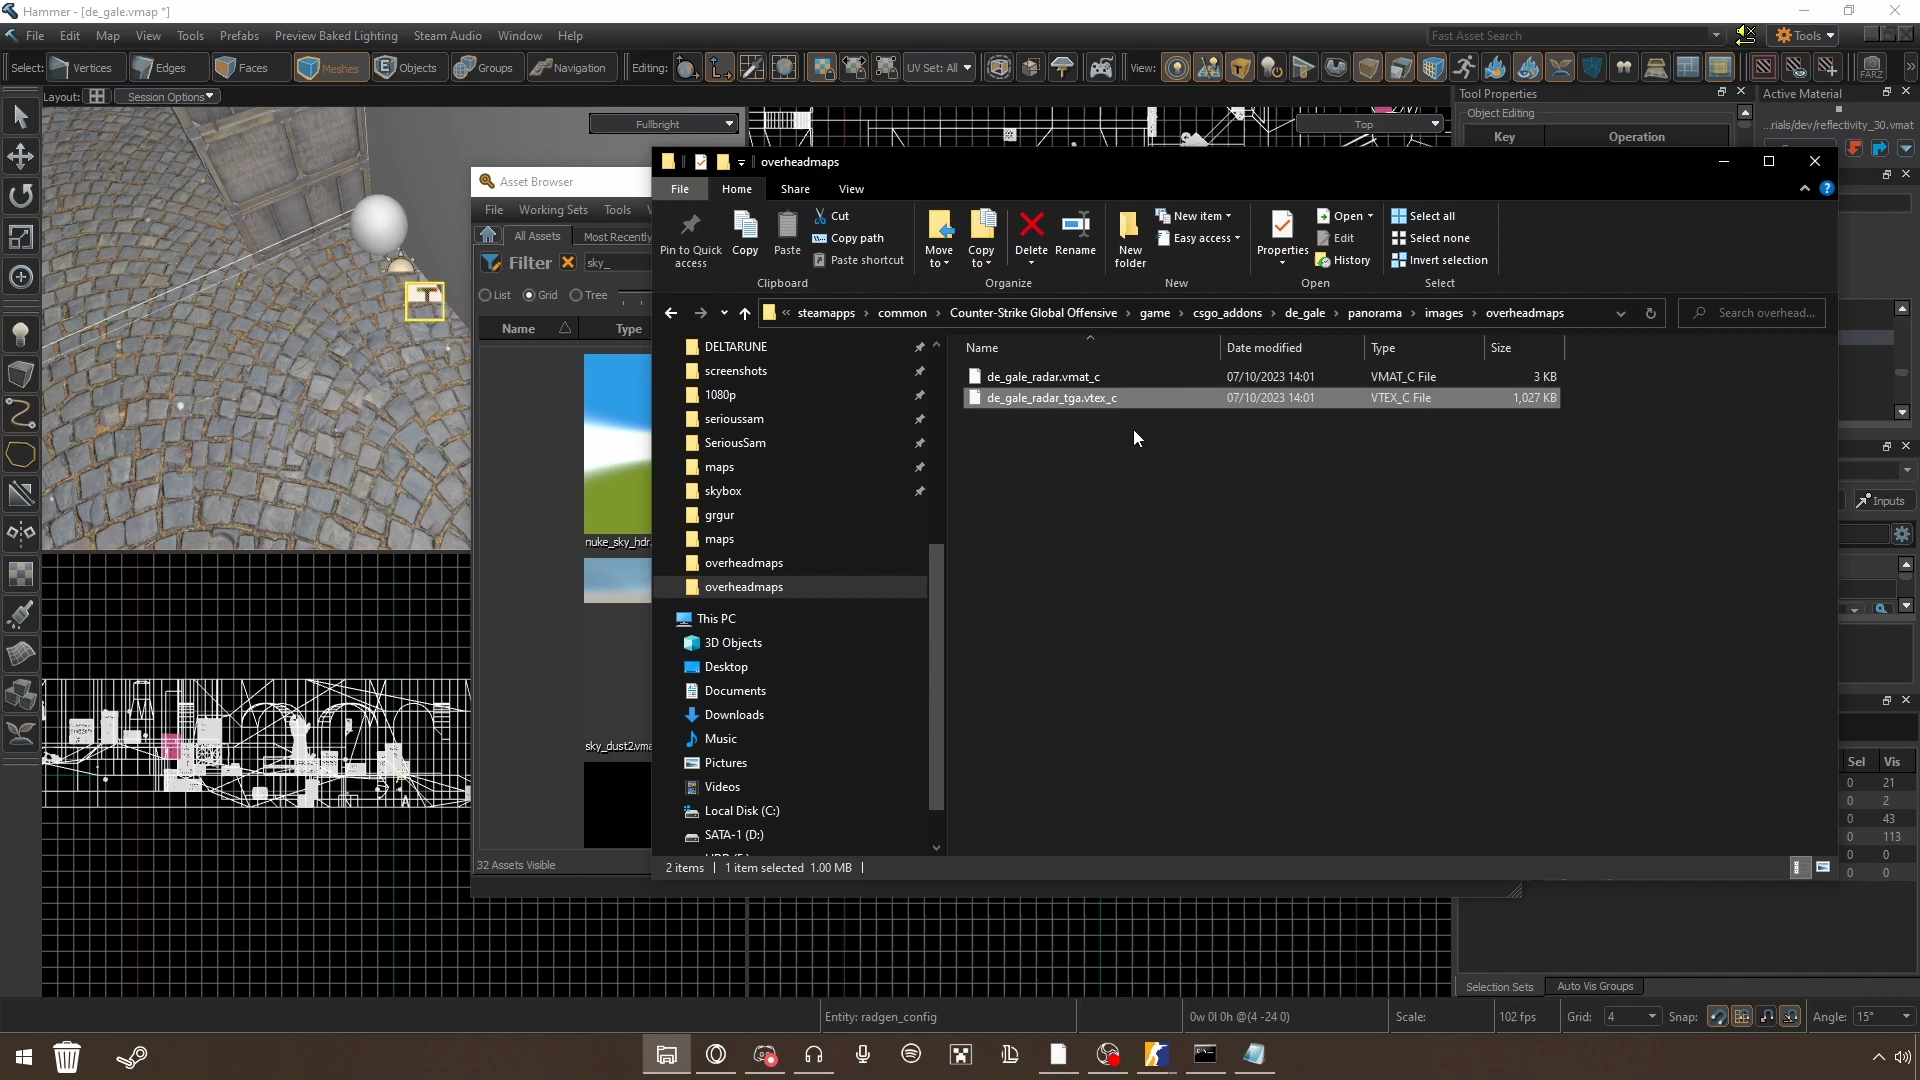 Hammer - [de_gale.vmap *]
File Edit Map View Tools Prefabs Preview Baked Lighting Steam Audio Window Help
Fast Asset Search
Tools
Select: Vertices Edges Faces Meshes Objects Groups Navigation Editing: UV Set: All View: FARZ
Layout: Session Options
Tool Properties
Active Material
Object Editing
Key Operation
...rials/dev/reflectivity_30.vmat
Fullbright
Top
Asset Browser
File Working Sets Tools
All Assets Most Recently
Filter sky_
List Grid Tree
Name Type
nuke_sky_hdr.
sky_dust2.vma
32 Assets Visible
overheadmaps
File Home Share View
Pin to Quick access
Copy
Paste
Cut
Copy path
Paste shortcut
Clipboard
Move to
Copy to
Delete
Rename
Organize
New folder
New item
Easy access
New
Properties
Open
Edit
History
Open
Select all
Select none
Invert selection
Select
« steamapps › common › Counter-Strike Global Offensive › game › csgo_addons › de_gale › panorama › images › overheadmaps
Search overhead...
Name Date modified Type Size
de_gale_radar.vmat_c 07/10/2023 14:01 VMAT_C File 3 KB
de_gale_radar_tga.vtex_c 07/10/2023 14:01 VTEX_C File 1,027 KB
DELTARUNE
screenshots
1080p
serioussam
SeriousSam
maps
skybox
grgur
maps
overheadmaps
overheadmaps
This PC
3D Objects
Desktop
Documents
Downloads
Music
Pictures
Videos
Local Disk (C:)
SATA-1 (D:)
2 items 1 item selected 1.00 MB
Inputs
Sel Vis
0 21
0 2
0 43
0 113
0 0
0 0
Selection Sets Auto Vis Groups
Entity: radgen_config
0w 0l 0h @(4 -24 0)
Scale:
102 fps
Grid: 4
Snap:
Angle: 15°